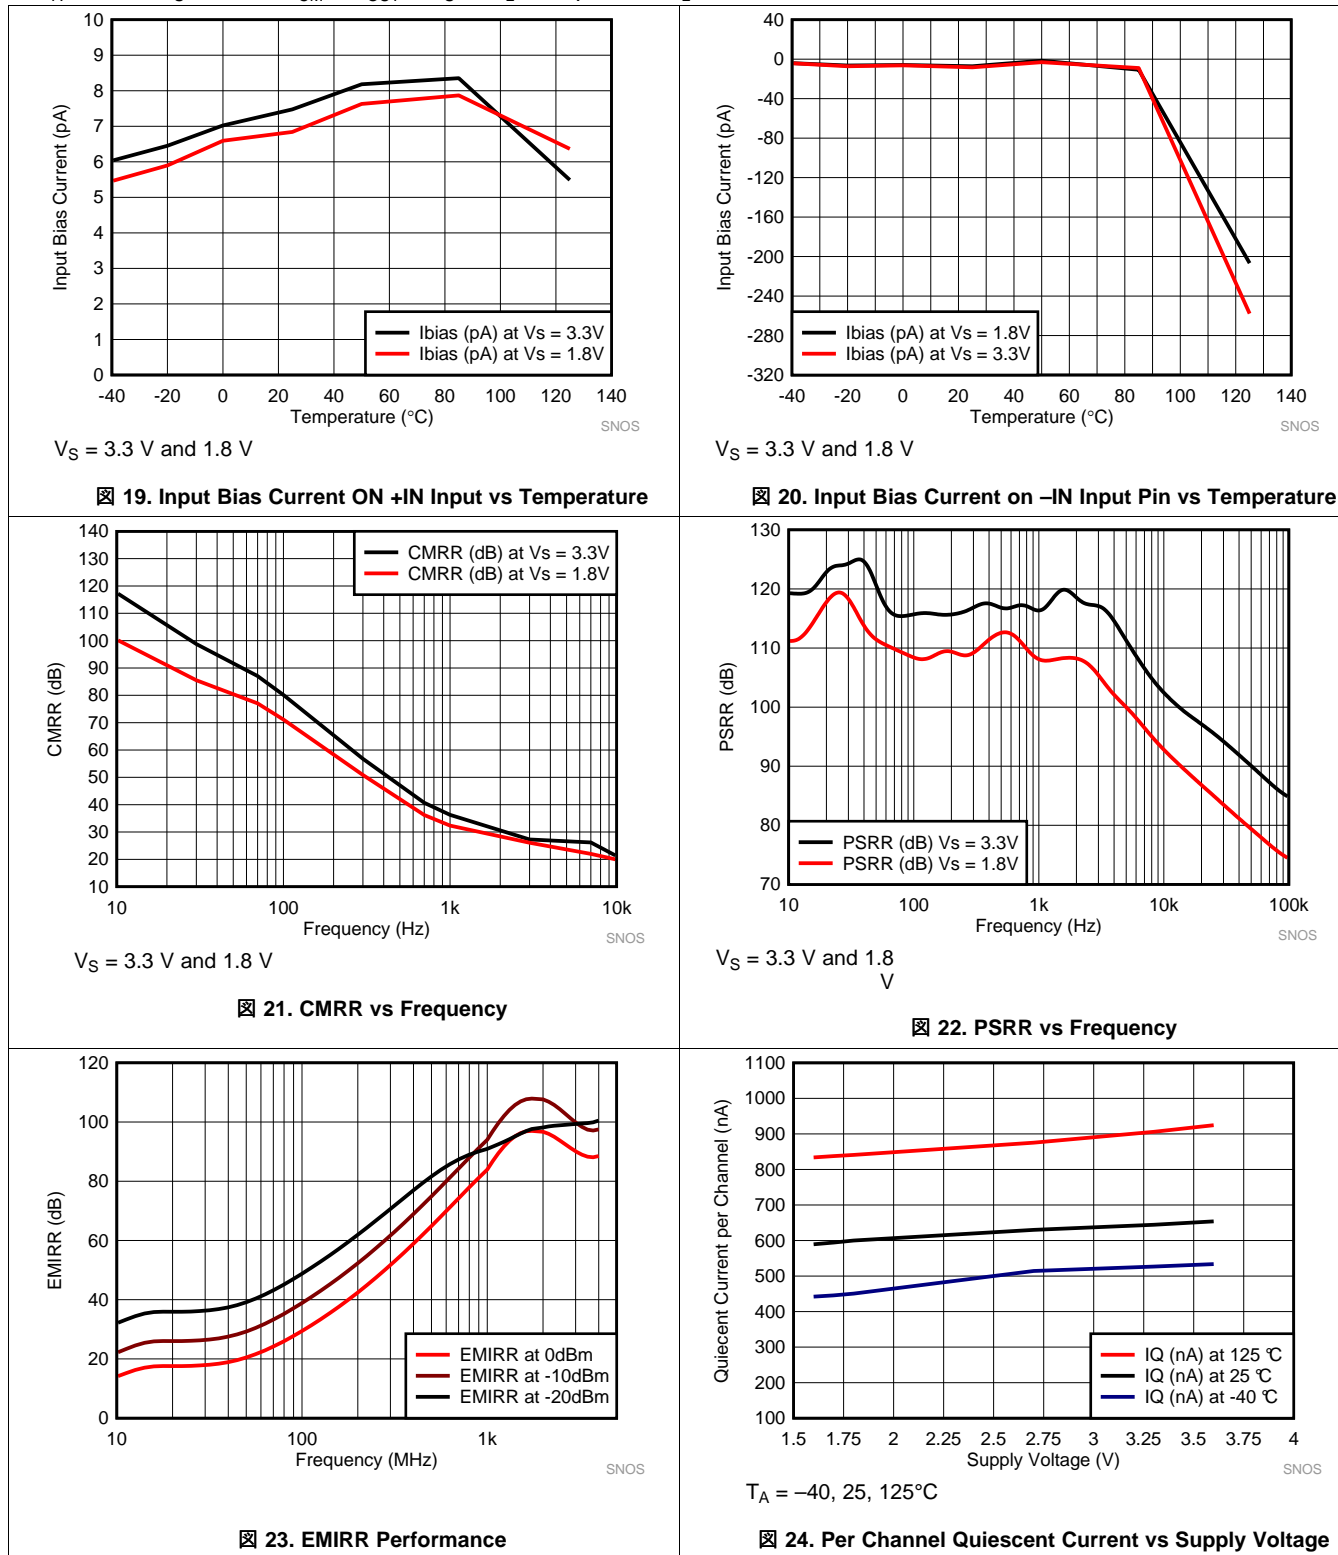 10
9
8
7
6
5
4
3
2
1
0
Input Bias Current (pA)
Ibias (pA) at Vs = 3.3V
Ibias (pA) at Vs = 1.8V
-40 -20 0 20 40 60 80 100 120 140
Temperature (°C)
SNOS
VS = 3.3 V and 1.8 V
図 19. Input Bias Current ON +IN Input vs Temperature
40
0
-40
-80
-120
-160
-200
-240
-280
-320
Input Bias Current (pA)
Ibias (pA) at Vs = 1.8V
Ibias (pA) at Vs = 3.3V
-40 -20 0 20 40 60 80 100 120 140
Temperature (°C)
SNOS
VS = 3.3 V and 1.8 V
図 20. Input Bias Current on –IN Input Pin vs Temperature
140
130
120
110
100
90
80
70
60
50
40
30
20
10
CMRR (dB)
CMRR (dB) at Vs = 3.3V
CMRR (dB) at Vs = 1.8V
10 100 1k 10k
Frequency (Hz)
SNOS
VS = 3.3 V and 1.8 V
図 21. CMRR vs Frequency
130
120
110
100
90
80
70
PSRR (dB)
PSRR (dB) Vs = 3.3V
PSRR (dB) Vs = 1.8V
10 100 1k 10k 100k
Frequency (Hz)
SNOS
VS = 3.3 V and 1.8
V
図 22. PSRR vs Frequency
120
100
80
60
40
20
0
EMIRR (dB)
EMIRR at 0dBm
EMIRR at -10dBm
EMIRR at -20dBm
10 100 1k
Frequency (MHz)
SNOS
図 23. EMIRR Performance
1100
1000
900
800
700
600
500
400
300
200
100
Quiecent Current per Channel (nA)
IQ (nA) at 125 °C
IQ (nA) at 25 °C
IQ (nA) at -40 °C
1.5 1.75 2 2.25 2.5 2.75 3 3.25 3.5 3.75 4
Supply Voltage (V)
SNOS
TA = –40, 25, 125°C
図 24. Per Channel Quiescent Current vs Supply Voltage